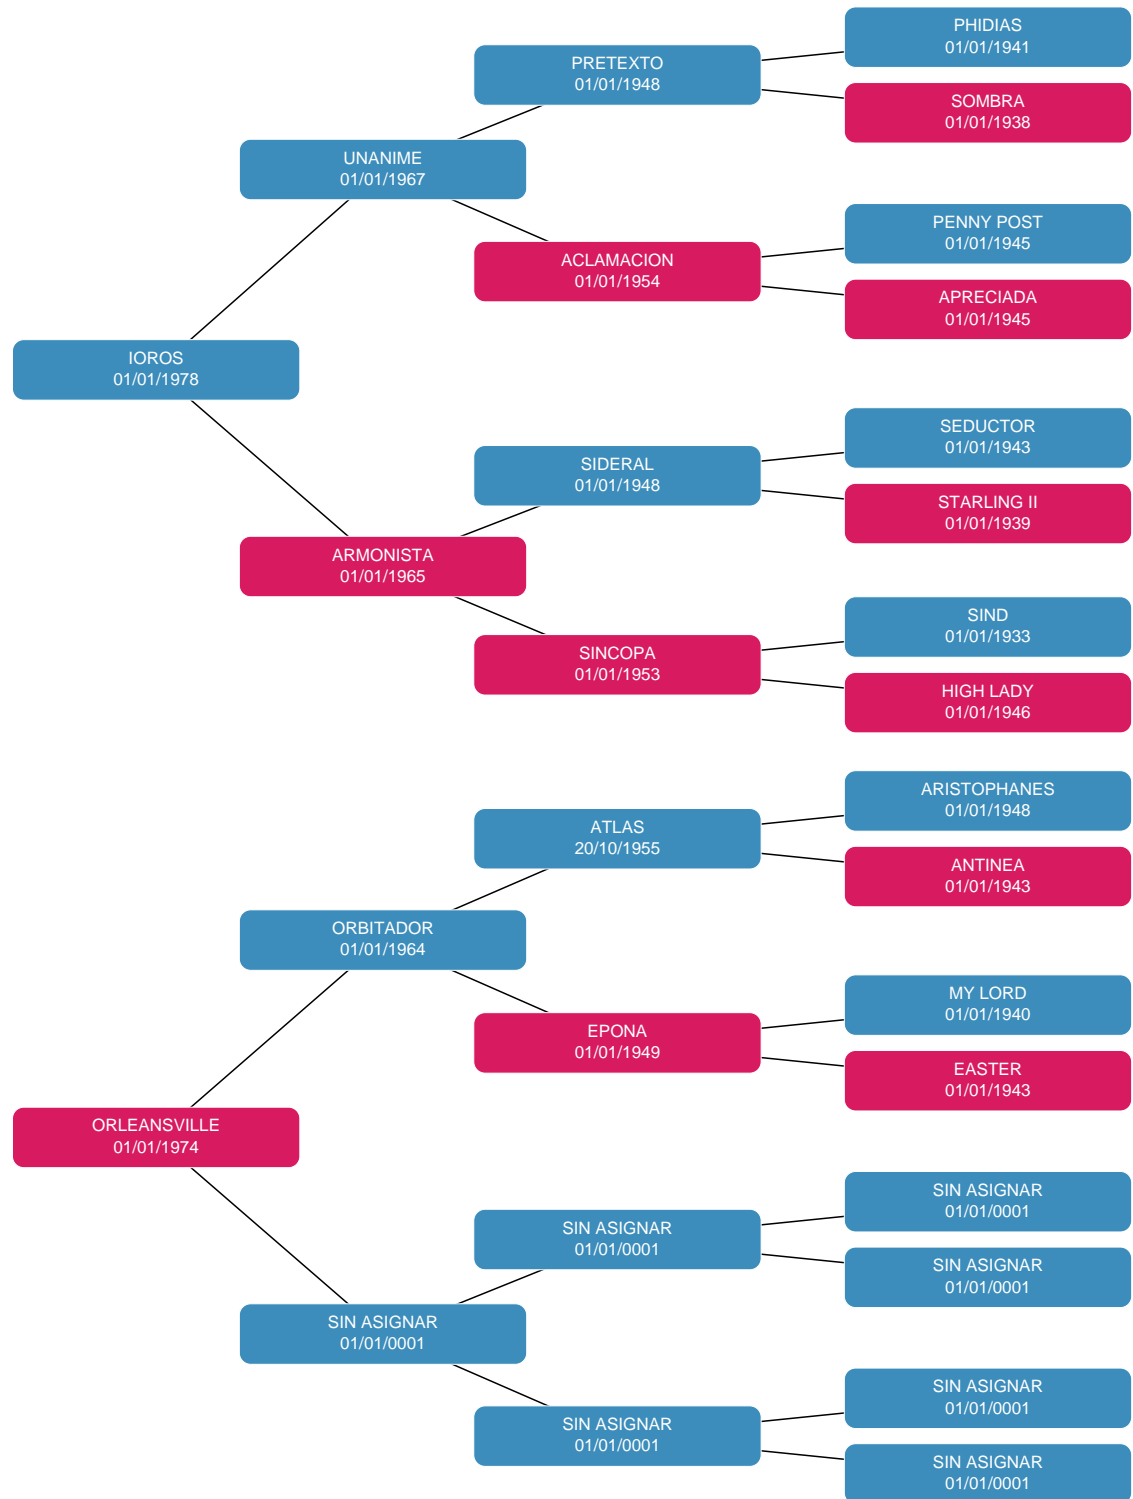 PHIDIAS
01/01/1941
PRETEXTO
01/01/1948
SOMBRA
01/01/1938
UNANIME
01/01/1967
PENNY POST
01/01/1945
ACLAMACION
01/01/1954
APRECIADA
01/01/1945
IOROS
01/01/1978
SEDUCTOR
01/01/1943
SIDERAL
01/01/1948
STARLING II
01/01/1939
ARMONISTA
01/01/1965
SIND
01/01/1933
SINCOPA
01/01/1953
HIGH LADY
01/01/1946
ARISTOPHANES
01/01/1948
ATLAS
20/10/1955
ANTINEA
01/01/1943
ORBITADOR
01/01/1964
MY LORD
01/01/1940
EPONA
01/01/1949
EASTER
01/01/1943
ORLEANSVILLE
01/01/1974
SIN ASIGNAR
01/01/0001
SIN ASIGNAR
01/01/0001
SIN ASIGNAR
01/01/0001
SIN ASIGNAR
01/01/0001
SIN ASIGNAR
01/01/0001
SIN ASIGNAR
01/01/0001
SIN ASIGNAR
01/01/0001